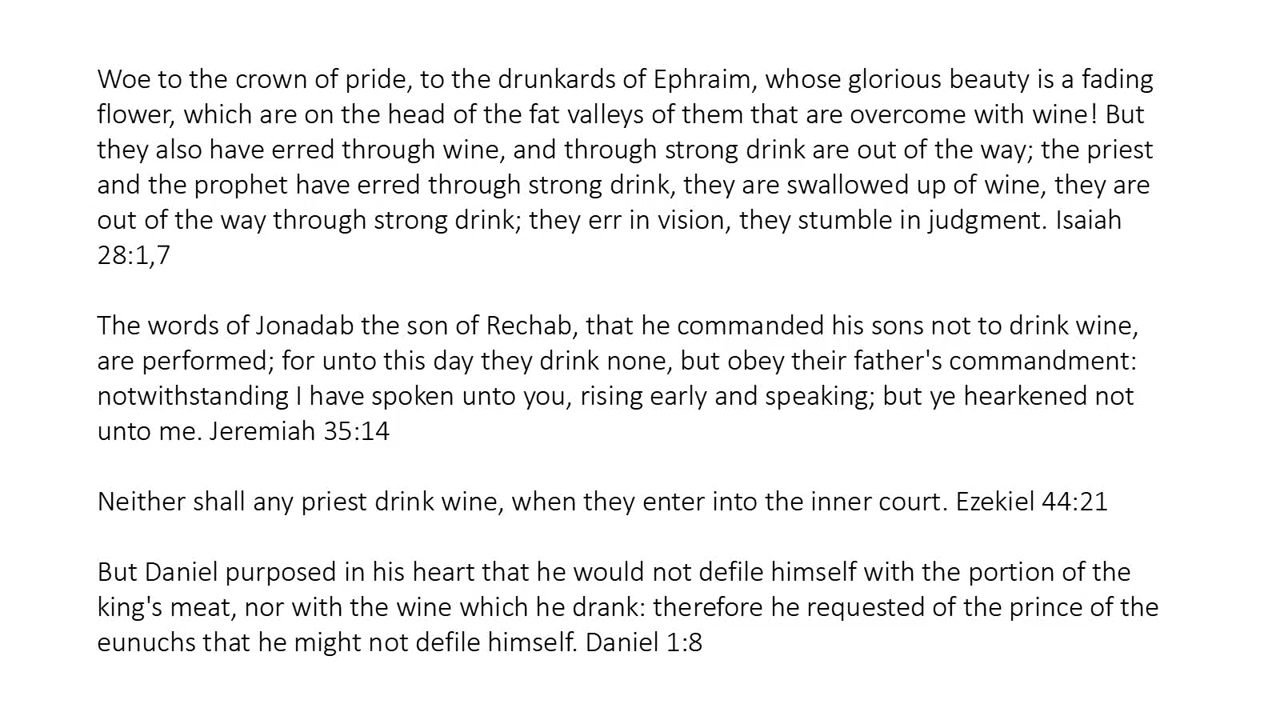 Woe to the crown of pride, to the drunkards of Ephraim, whose glorious beauty is a fading
flower, which are on the head of the fat valleys of them that are overcome with wine! But
they also have erred through wine, and through strong drink are out of the way; the priest
and the prophet have erred through strong drink, they are swallowed up of wine, they are
out of the way through strong drink; they err in vision, they stumble in judgment. Isaiah
28:1,7
The words of Jonadab the son of Rechab, that he commanded his sons not to drink wine,
are performed; for unto this day they drink none, but obey their father's commandment:
notwithstanding I have spoken unto you, rising early and speaking; but ye hearkened not
unto me. Jeremiah 35:14
Neither shall any priest drink wine, when they enter into the inner court. Ezekiel 44:21
But Daniel purposed in his heart that he would not defile himself with the portion of the
king's meat, nor with the wine which he drank: therefore he requested of the prince of the
eunuchs that he might not defile himself. Daniel 1:8